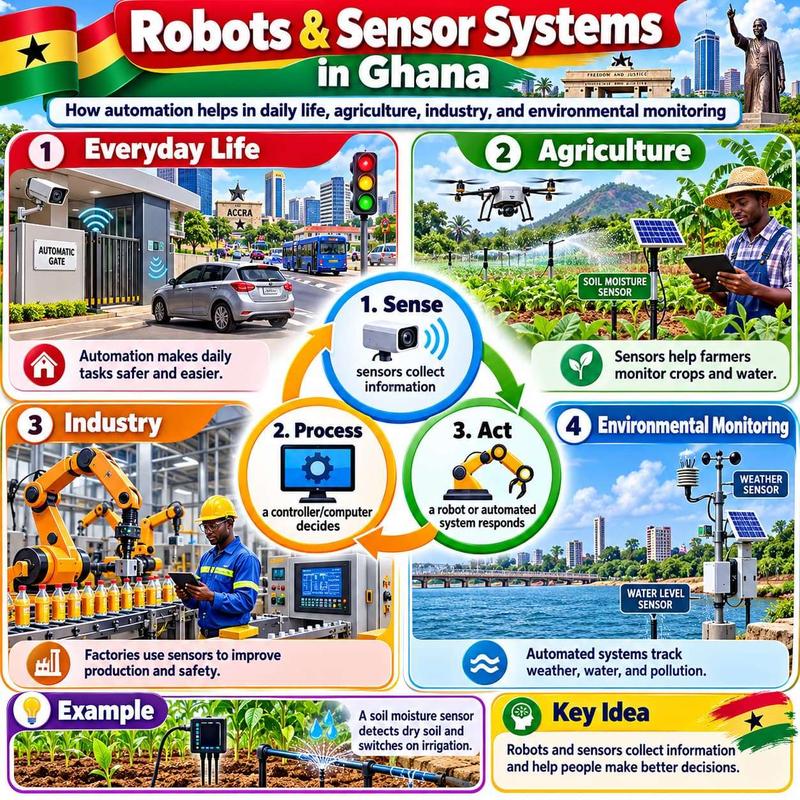 Robots & Sensor Systems
in Ghana
FREEDOM AND JUSTICE
How automation helps in daily life, agriculture, industry, and environmental monitoring
1 Everyday Life
ACCRA
AUTOMATIC
GATE
Automation makes daily
tasks safer and easier.
2 Agriculture
SOIL MOISTURE
SENSOR
Sensors help farmers
monitor crops and water.
1. Sense
sensors collect
information
2. Process
a controller/computer
decides
3. Act
a robot or automated
system responds
3 Industry
Factories use sensors to improve
production and safety.
4 Environmental Monitoring
WEATHER
SENSOR
WATER LEVEL
SENSOR
Automated systems track
weather, water, and pollution.
Example
A soil moisture sensor
detects dry soil and
switches on irrigation.
Key Idea
Robots and sensors collect information
and help people make better decisions.